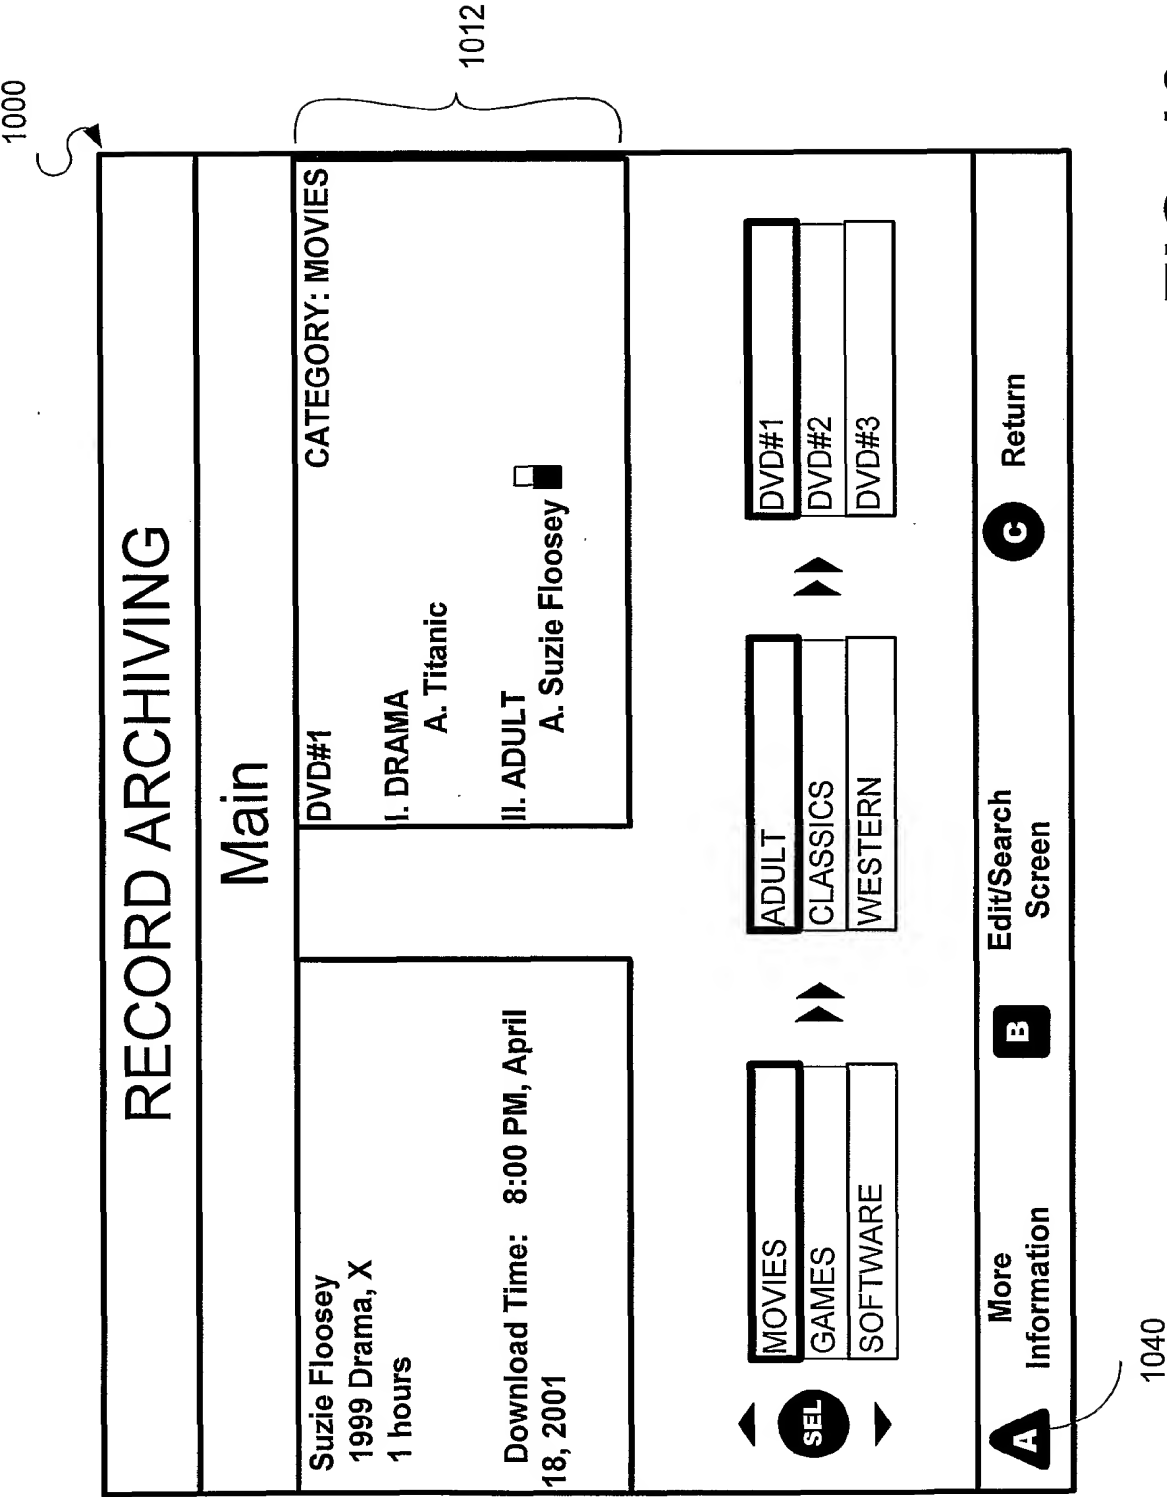 1000
RECORD ARCHIVING
Main
Suzie Floosey
1999 Drama, X
1 hours
Download Time: 8:00 PM, April
18, 2001
DVD#1 CATEGORY: MOVIES
I. DRAMA
A. Titanic
II. ADULT
A. Suzie Floosey
1012
SEL
MOVIES
GAMES
SOFTWARE
ADULT
CLASSICS
WESTERN
DVD#1
DVD#2
DVD#3
A More
Information
B Edit/Search
Screen
C Return
1040